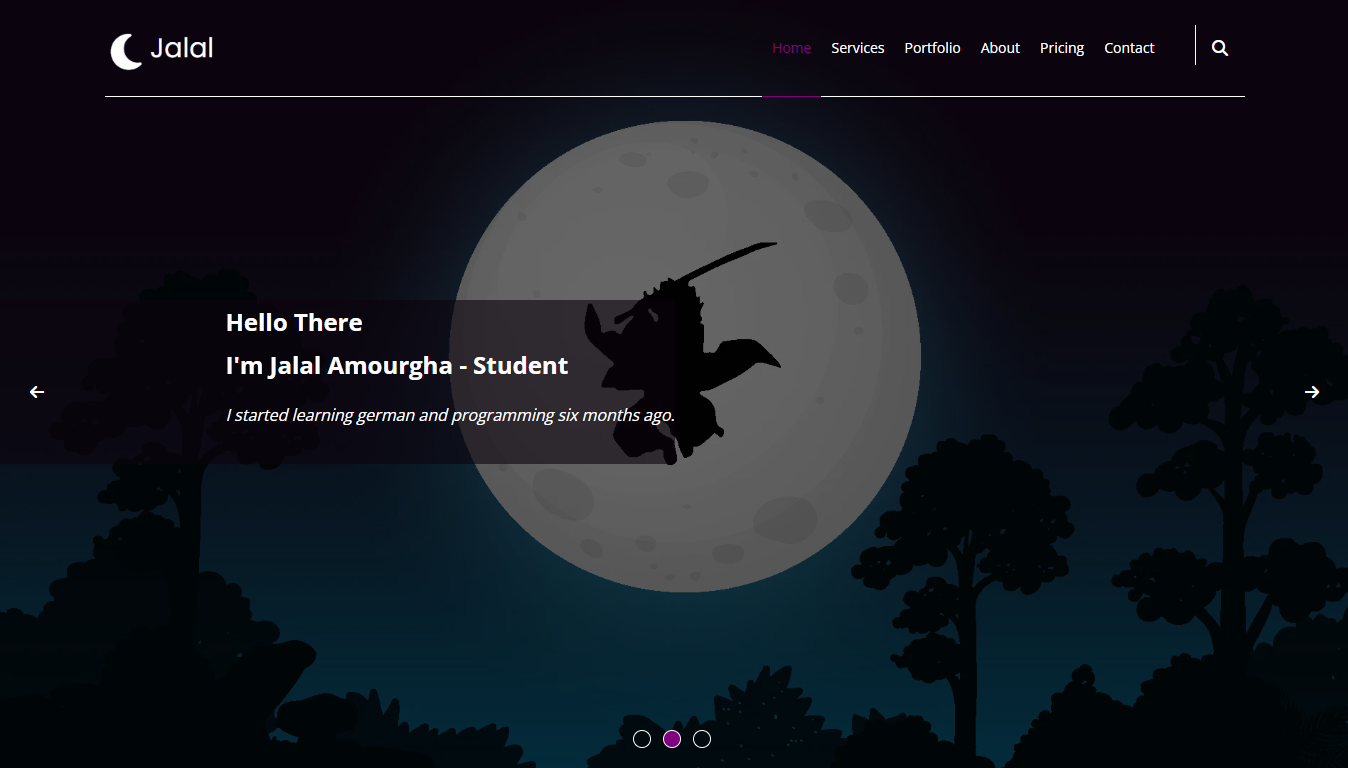 Jalal
Home Services Portfolio About Pricing Contact
Hello There
I'm Jalal Amourgha - Student
I started learning german and programming six months ago.